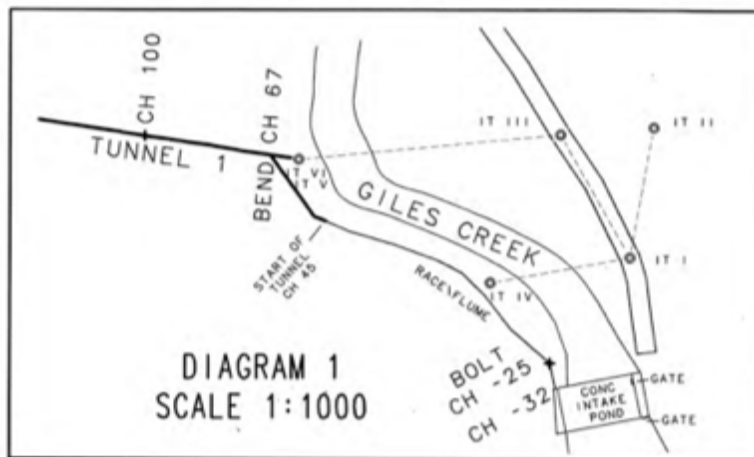 CH 100
CH 67
TUNNEL 1
BEND
IT VI
IT V
IT III
IT II
GILES CREEK
START OF
TUNNEL
CH 45
RACE\FLUME
IT IV
IT I
BOLT
CH -25
CH -32
CONC
INTAKE
POND
GATE
GATE
DIAGRAM 1
SCALE 1:1000